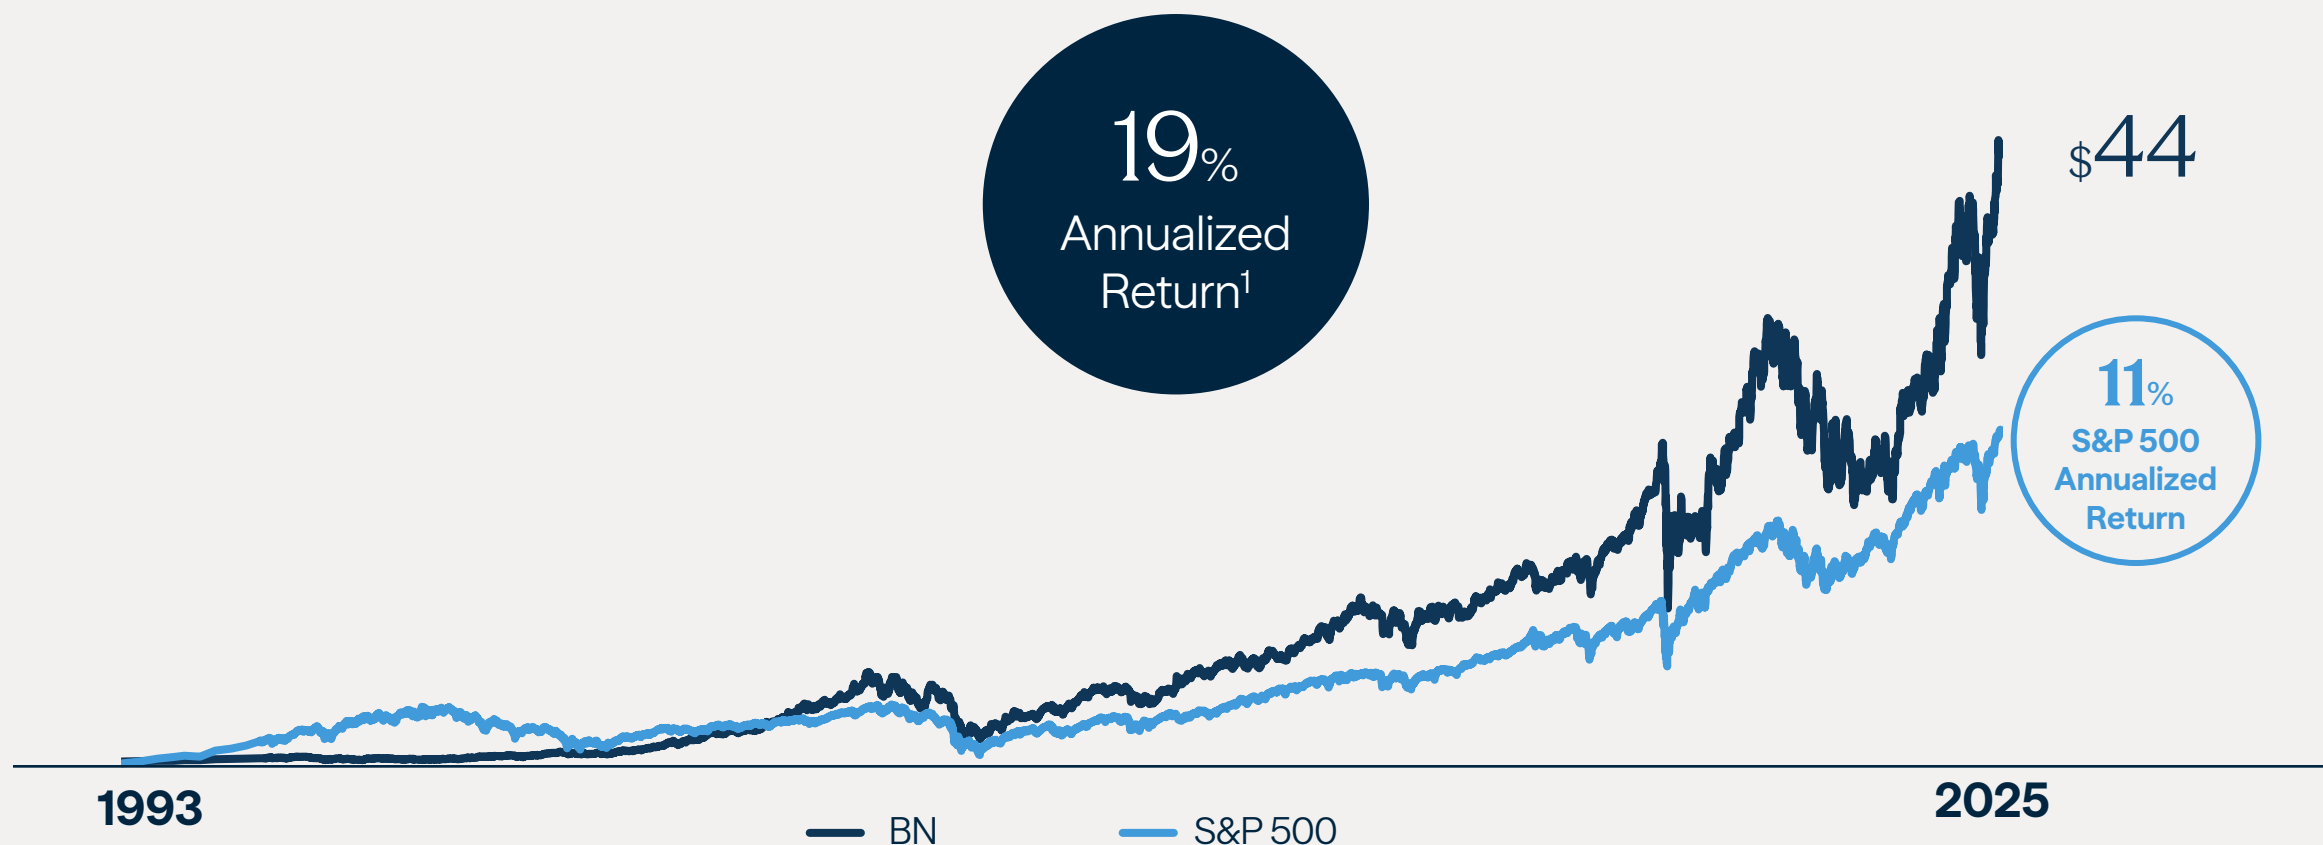 19%
Annualized
Return¹
$44
11%
S&P 500
Annualized
Return
1993
2025
BN
S&P 500